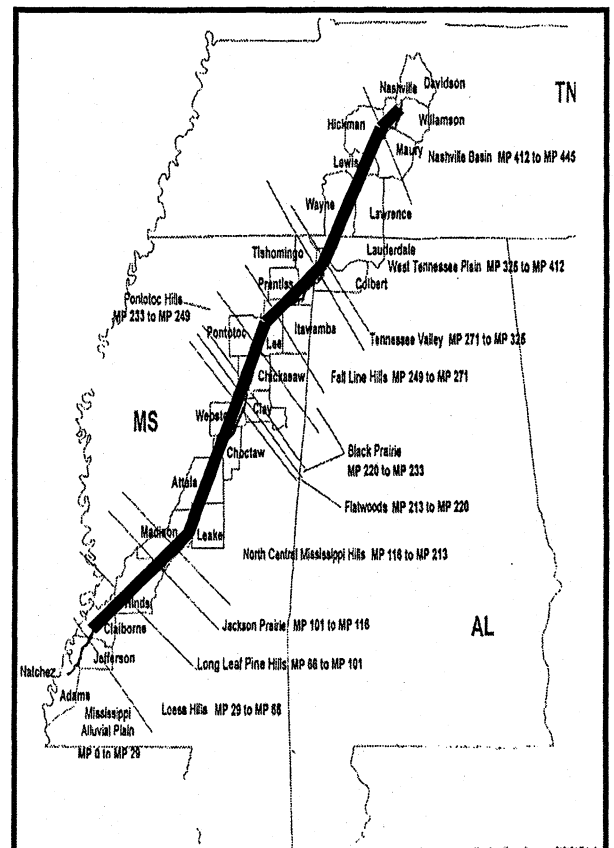 Nashville
Davidson
TN
Hickman
Williamson
Maury
Lewis
Nashville Basin MP 412 to MP 445
Wayne
Lawrence
Tishomingo
Lauderdale
West Tennessee Plain MP 325 to MP 412
Prentiss
Colbert
Pontotoc Hills
MP 233 to MP 249
Itawamba
Pontotoc
Lee
Tennessee Valley MP 271 to MP 325
Chickasaw
Fall Line Hills MP 249 to MP 271
MS
Webster
Clay
Choctaw
Black Prairie
MP 220 to MP 233
Attala
Flatwoods MP 213 to MP 220
Madison
Leake
North Central Mississippi Hills MP 116 to MP 213
Hinds
Claiborne
Jackson Prairie MP 101 to MP 116
AL
Jefferson
Long Leaf Pine Hills MP 66 to MP 101
Natchez
Adams
Loess Hills MP 29 to MP 66
Mississippi
Alluvial Plain
MP 0 to MP 29